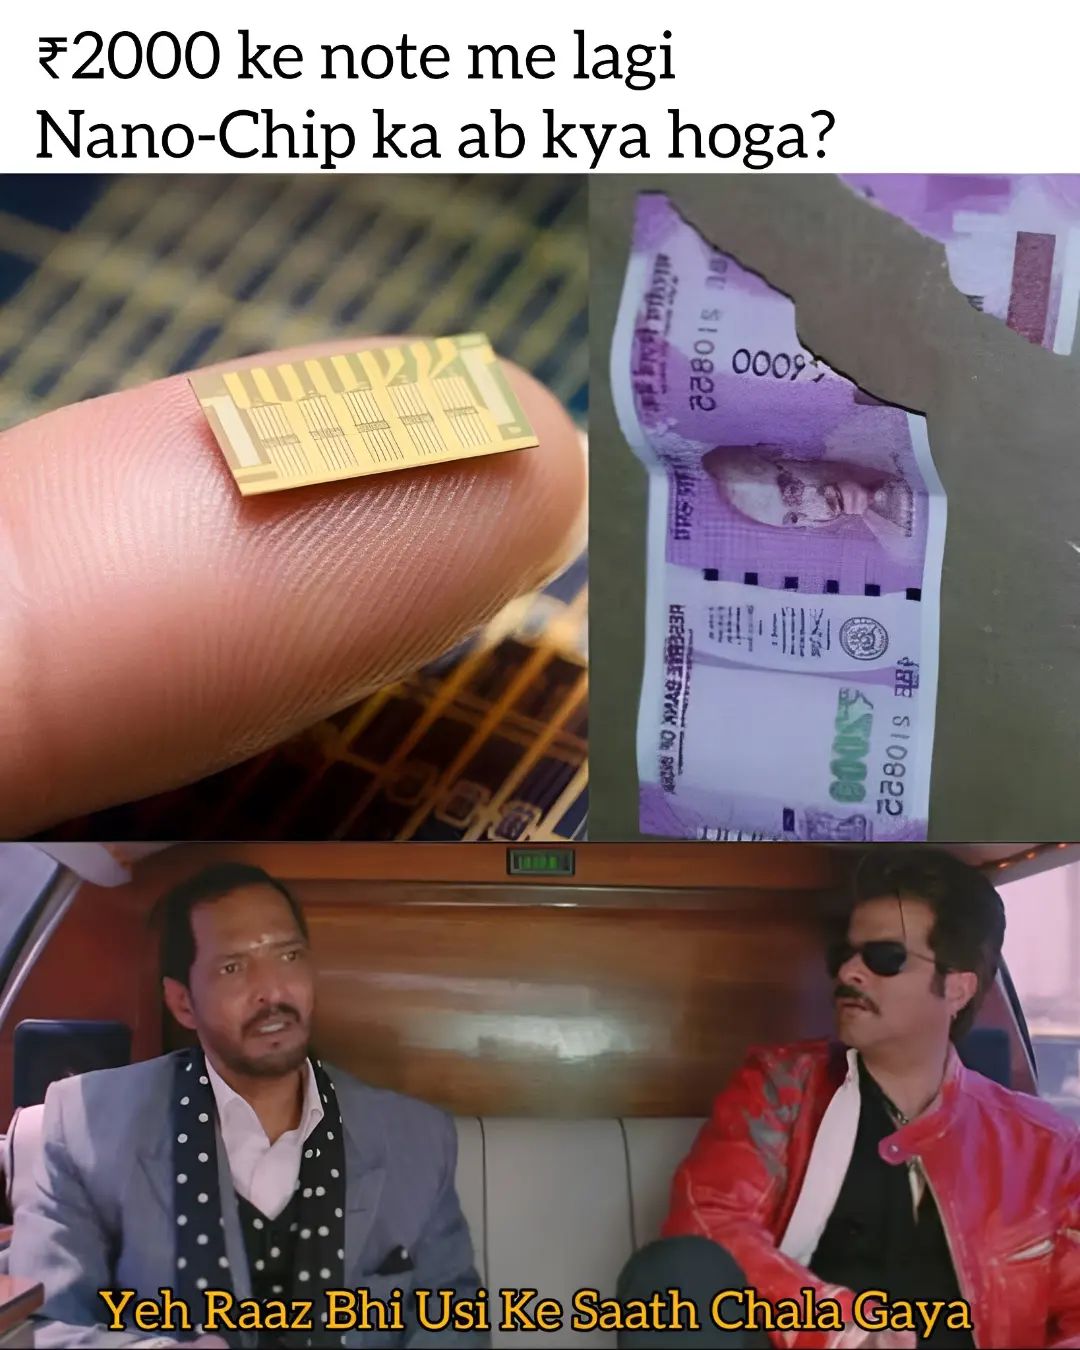 ₹2000 ke note me lagi
Nano-Chip ka ab kya hoga?
Yeh Raaz Bhi Usi Ke Saath Chala Gaya